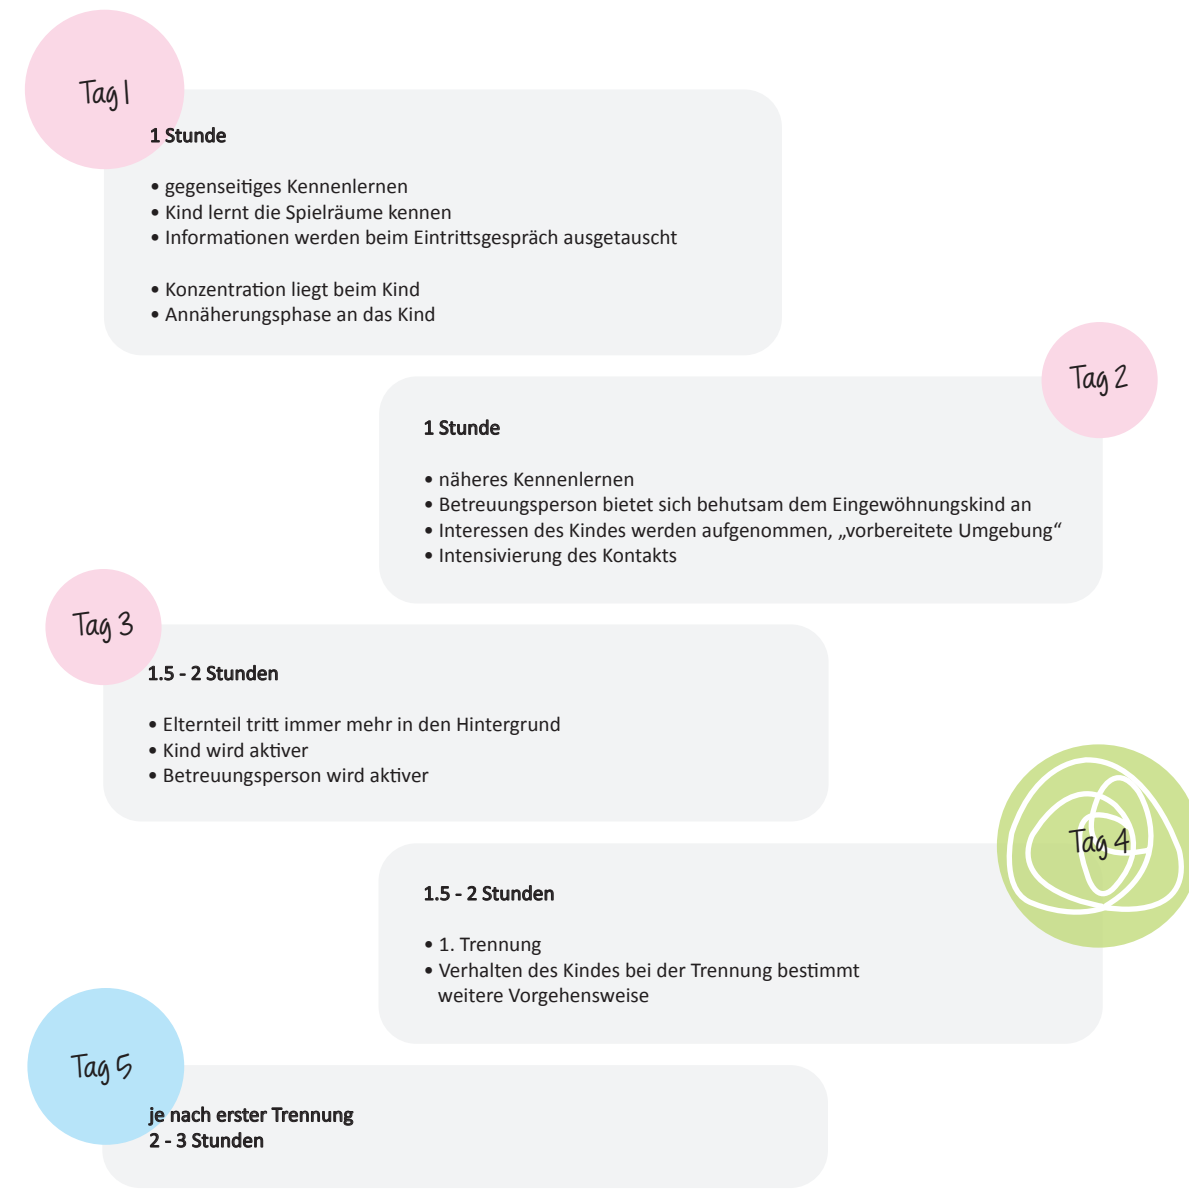 Tag 1
1 Stunde
• gegenseitiges Kennenlernen
• Kind lernt die Spielräume kennen
• Informationen werden beim Eintrittsgespräch ausgetauscht
• Konzentration liegt beim Kind
• Annäherungsphase an das Kind
Tag 2
1 Stunde
• näheres Kennenlernen
• Betreuungsperson bietet sich behutsam dem Eingewöhnungskind an
• Interessen des Kindes werden aufgenommen, „vorbereitete Umgebung“
• Intensivierung des Kontakts
Tag 3
1.5 - 2 Stunden
• Elternteil tritt immer mehr in den Hintergrund
• Kind wird aktiver
• Betreuungsperson wird aktiver
Tag 4
1.5 - 2 Stunden
• 1. Trennung
• Verhalten des Kindes bei der Trennung bestimmt
weitere Vorgehensweise
Tag 5
je nach erster Trennung
2 - 3 Stunden